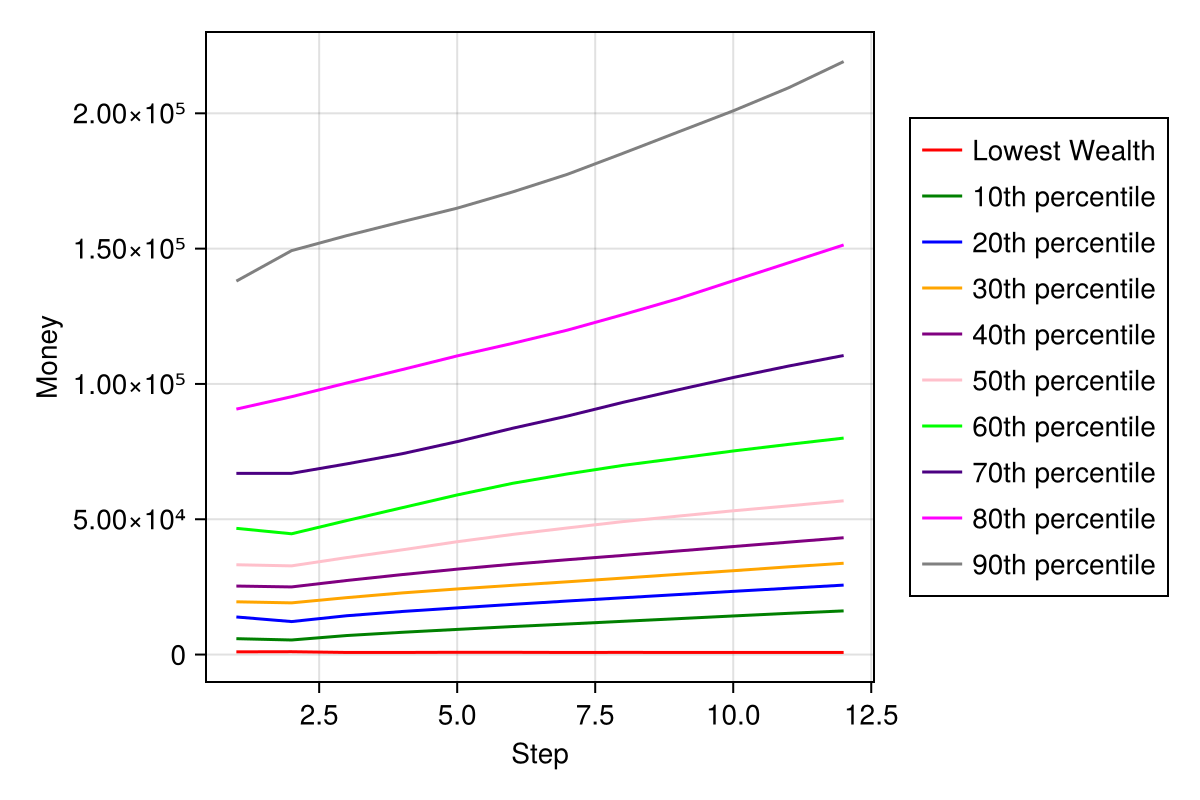 2.00×10⁵
1.50×10⁵
1.00×10⁵
5.00×10⁴
0
Money
2.5 5.0 7.5 10.0 12.5
Step
Lowest Wealth
10th percentile
20th percentile
30th percentile
40th percentile
50th percentile
60th percentile
70th percentile
80th percentile
90th percentile